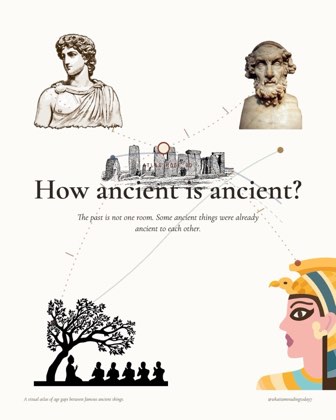 How ancient is ancient?
The past is not one room. Some ancient things were already
ancient to each other.
A visual atlas of age gaps between famous ancient things.